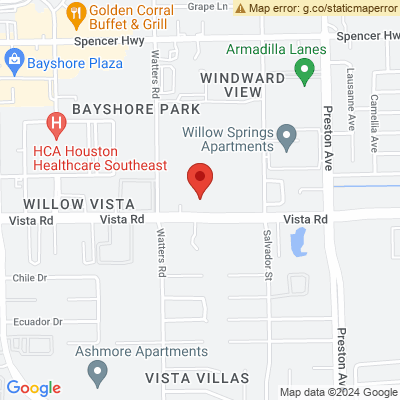 Grape Ln
Map error: g.co/staticmaperror
Golden Corral
Buffet & Grill
Spencer Hwy
Spencer Hw
Armadilla Lanes
Bayshore Plaza
Watters Rd
WINDWARD
VIEW
Lausanne Ave
Camellia Ave
BAYSHORE PARK
Preston Ave
H
HCA Houston
Healthcare Southeast
Willow Springs
Apartments
WILLOW VISTA
Vista Rd
Vista Rd
Vista Rd
Watters Rd
Salvador St
Chile Dr
Ecuador Dr
Preston Av
Ashmore Apartments
VISTA VILLAS
Google
Map data ©2024 Google